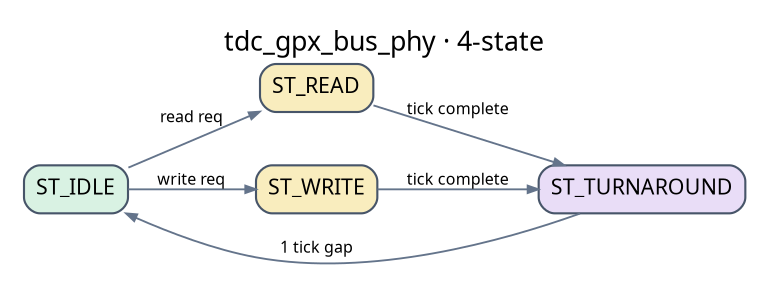 tdc_gpx_bus_phy · 4-state
ST_READ
read req
tick complete
ST_IDLE
write req
ST_WRITE
tick complete
ST_TURNAROUND
1 tick gap